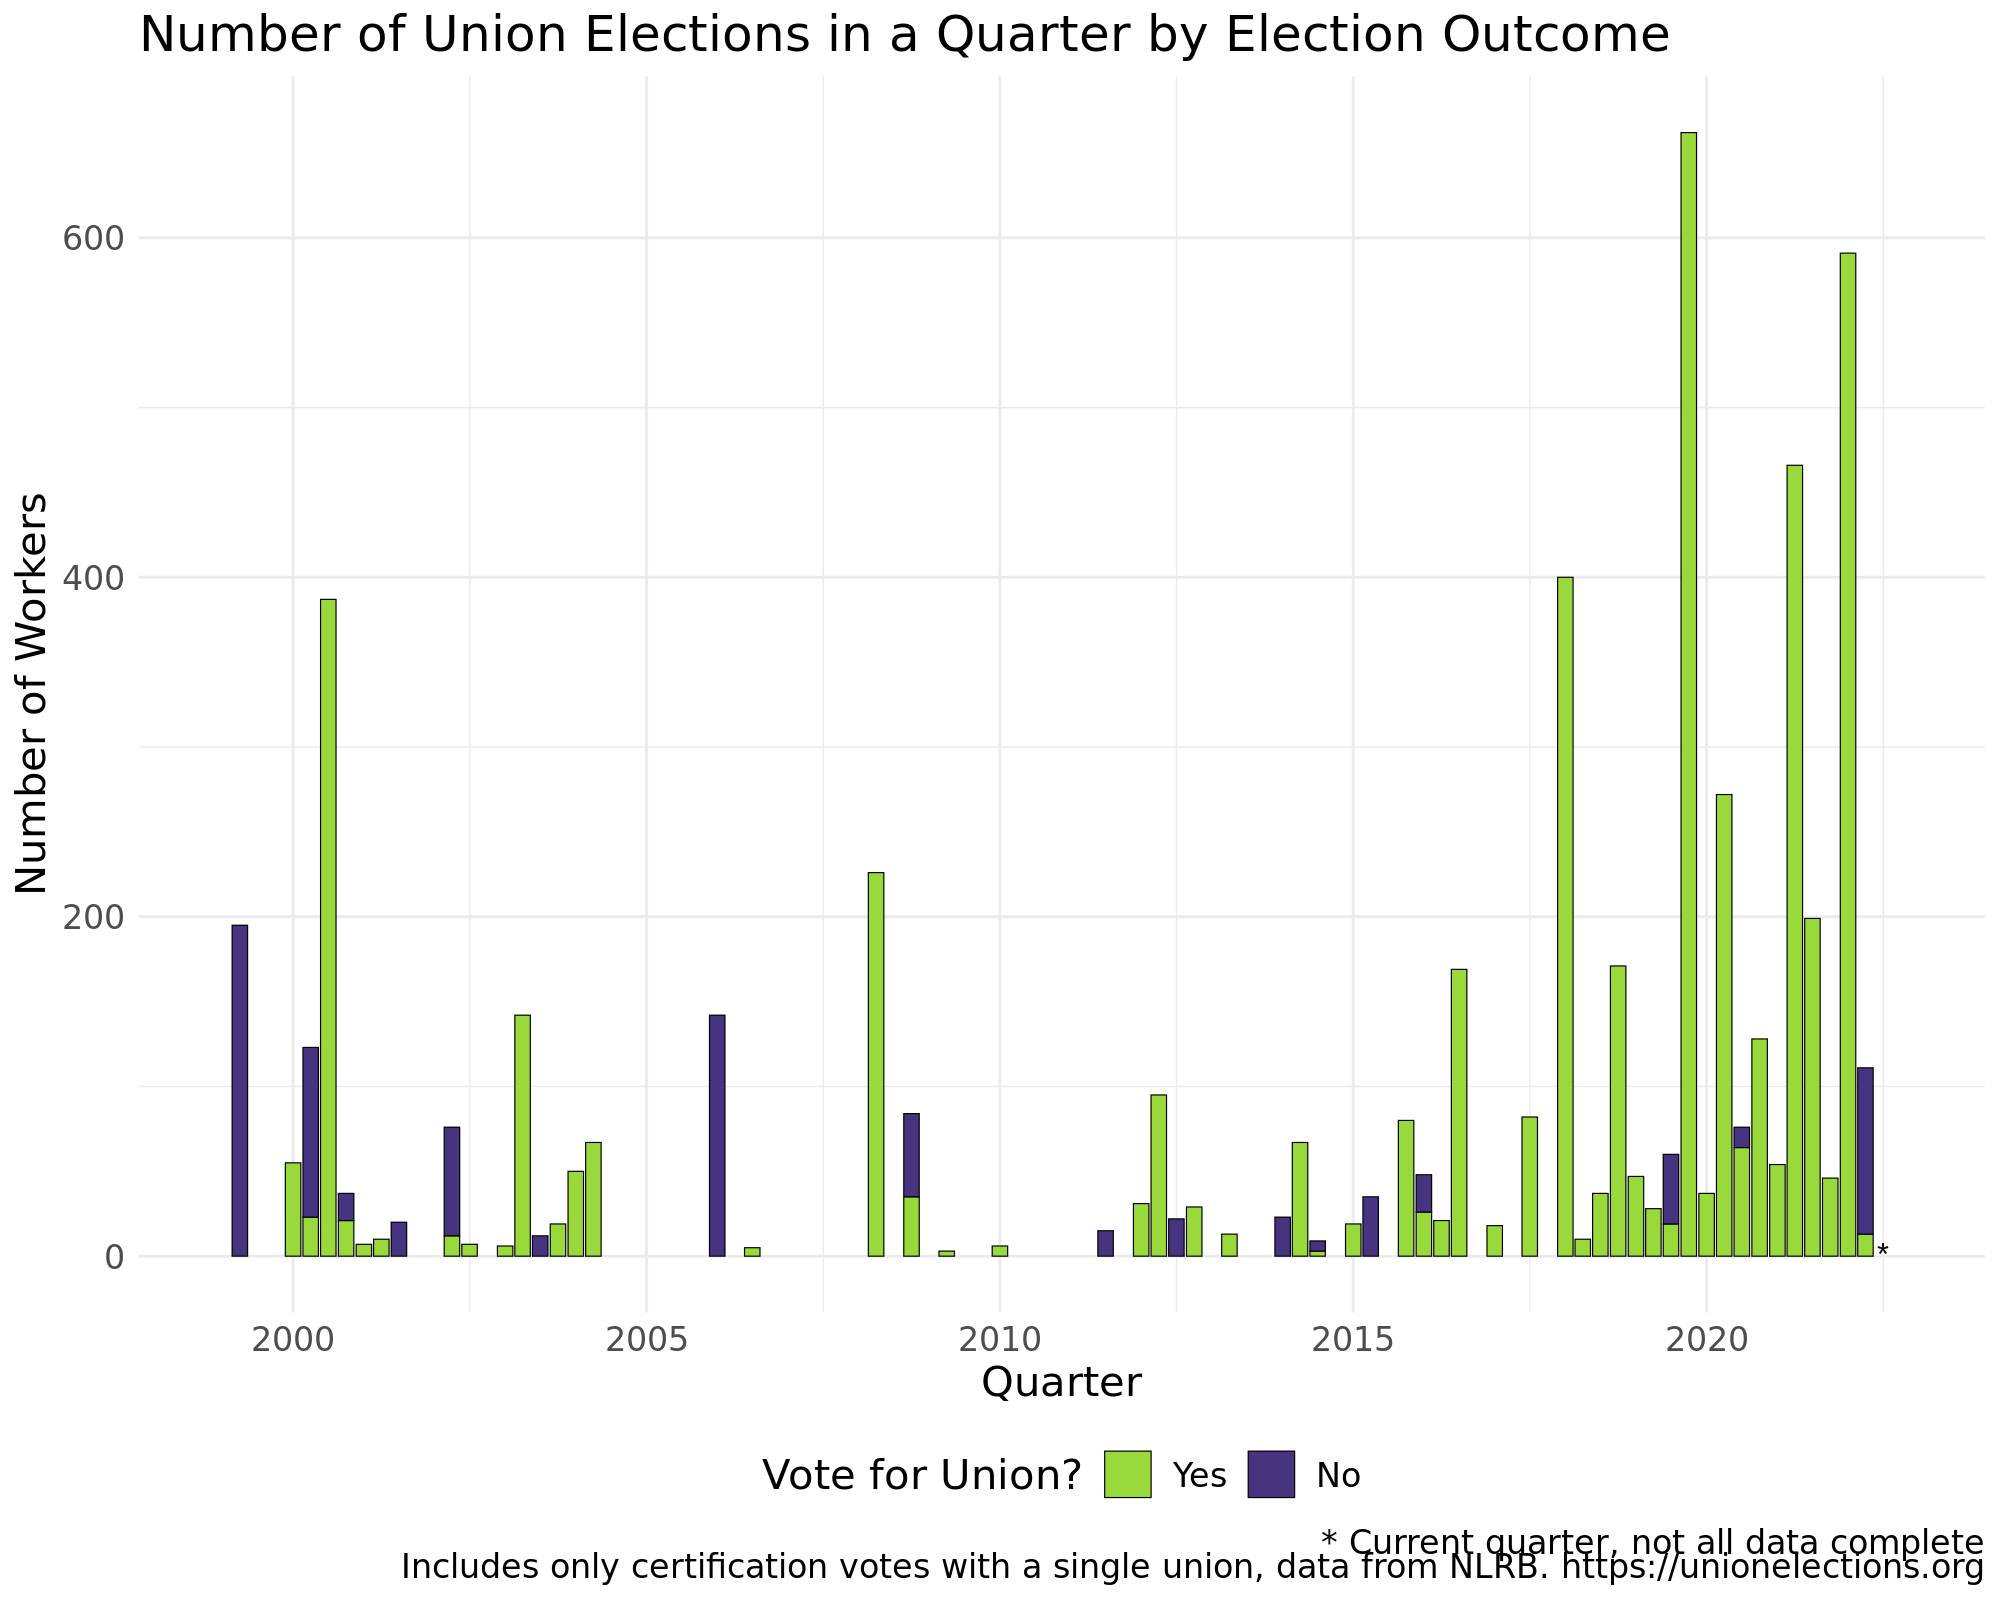 Number of Union Elections in a Quarter by Election Outcome
Number of Workers
600
400
200
0
*
2000 2005 2010 2015 2020
Quarter
Vote for Union? Yes No
* Current quarter, not all data complete
Includes only certification votes with a single union, data from NLRB. https://unionelections.org